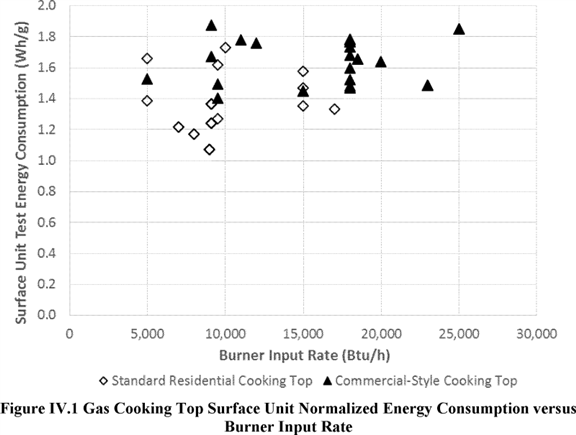 2.0
1.8
1.6
1.4
1.2
1.0
0.8
0.6
0.4
0.2
0.0
Surface Unit Test Energy Consumption (Wh/g)
0 5,000 10,000 15,000 20,000 25,000 30,000
Burner Input Rate (Btu/h)
Standard Residential Cooking Top Commercial-Style Cooking Top
Figure IV.1 Gas Cooking Top Surface Unit Normalized Energy Consumption versus
Burner Input Rate